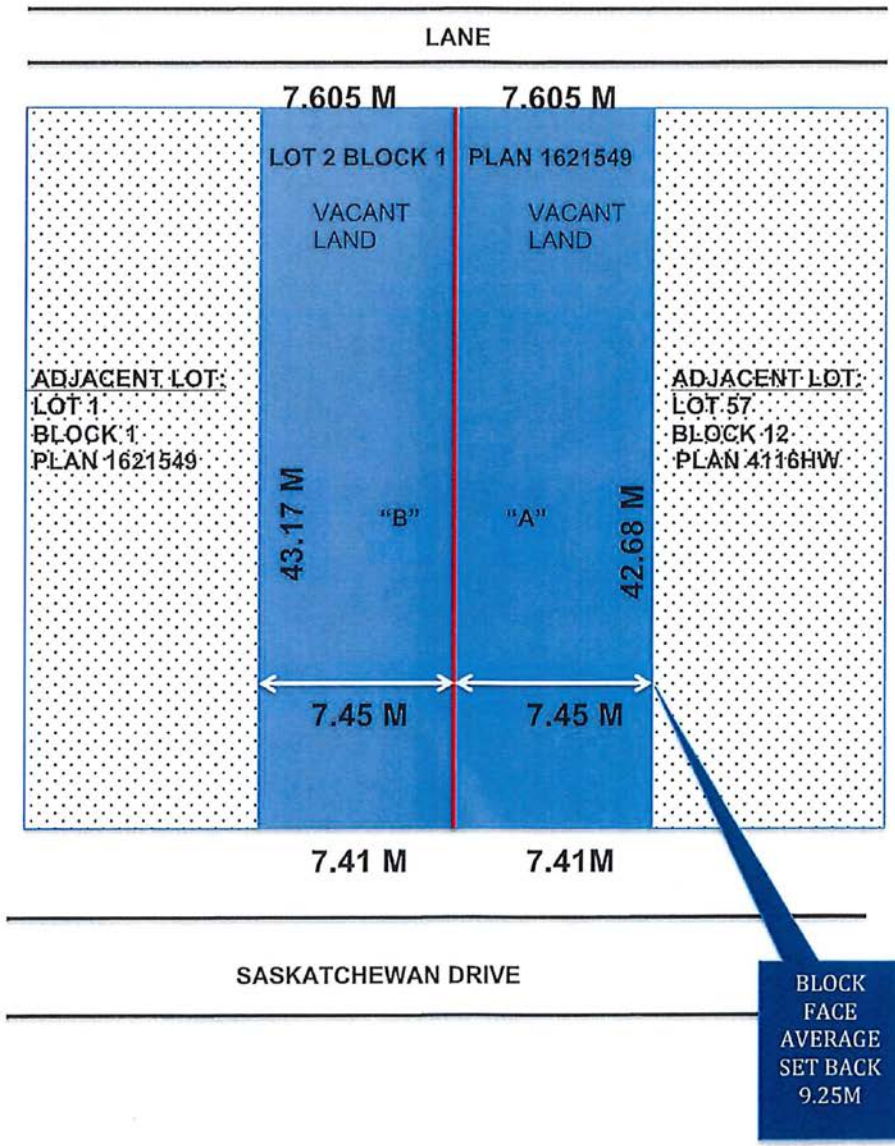 LANE
7.605 M 7.605 M
LOT 2 BLOCK 1 PLAN 1621549
VACANT
LAND
VACANT
LAND
ADJACENT LOT:
LOT 1
BLOCK 1
PLAN 1621549
ADJACENT LOT:
LOT 57
BLOCK 12
PLAN 4116HW
43.17 M
"B"
"A"
42.68 M
7.45 M 7.45 M
7.41 M 7.41M
SASKATCHEWAN DRIVE
BLOCK
FACE
AVERAGE
SET BACK
9.25M